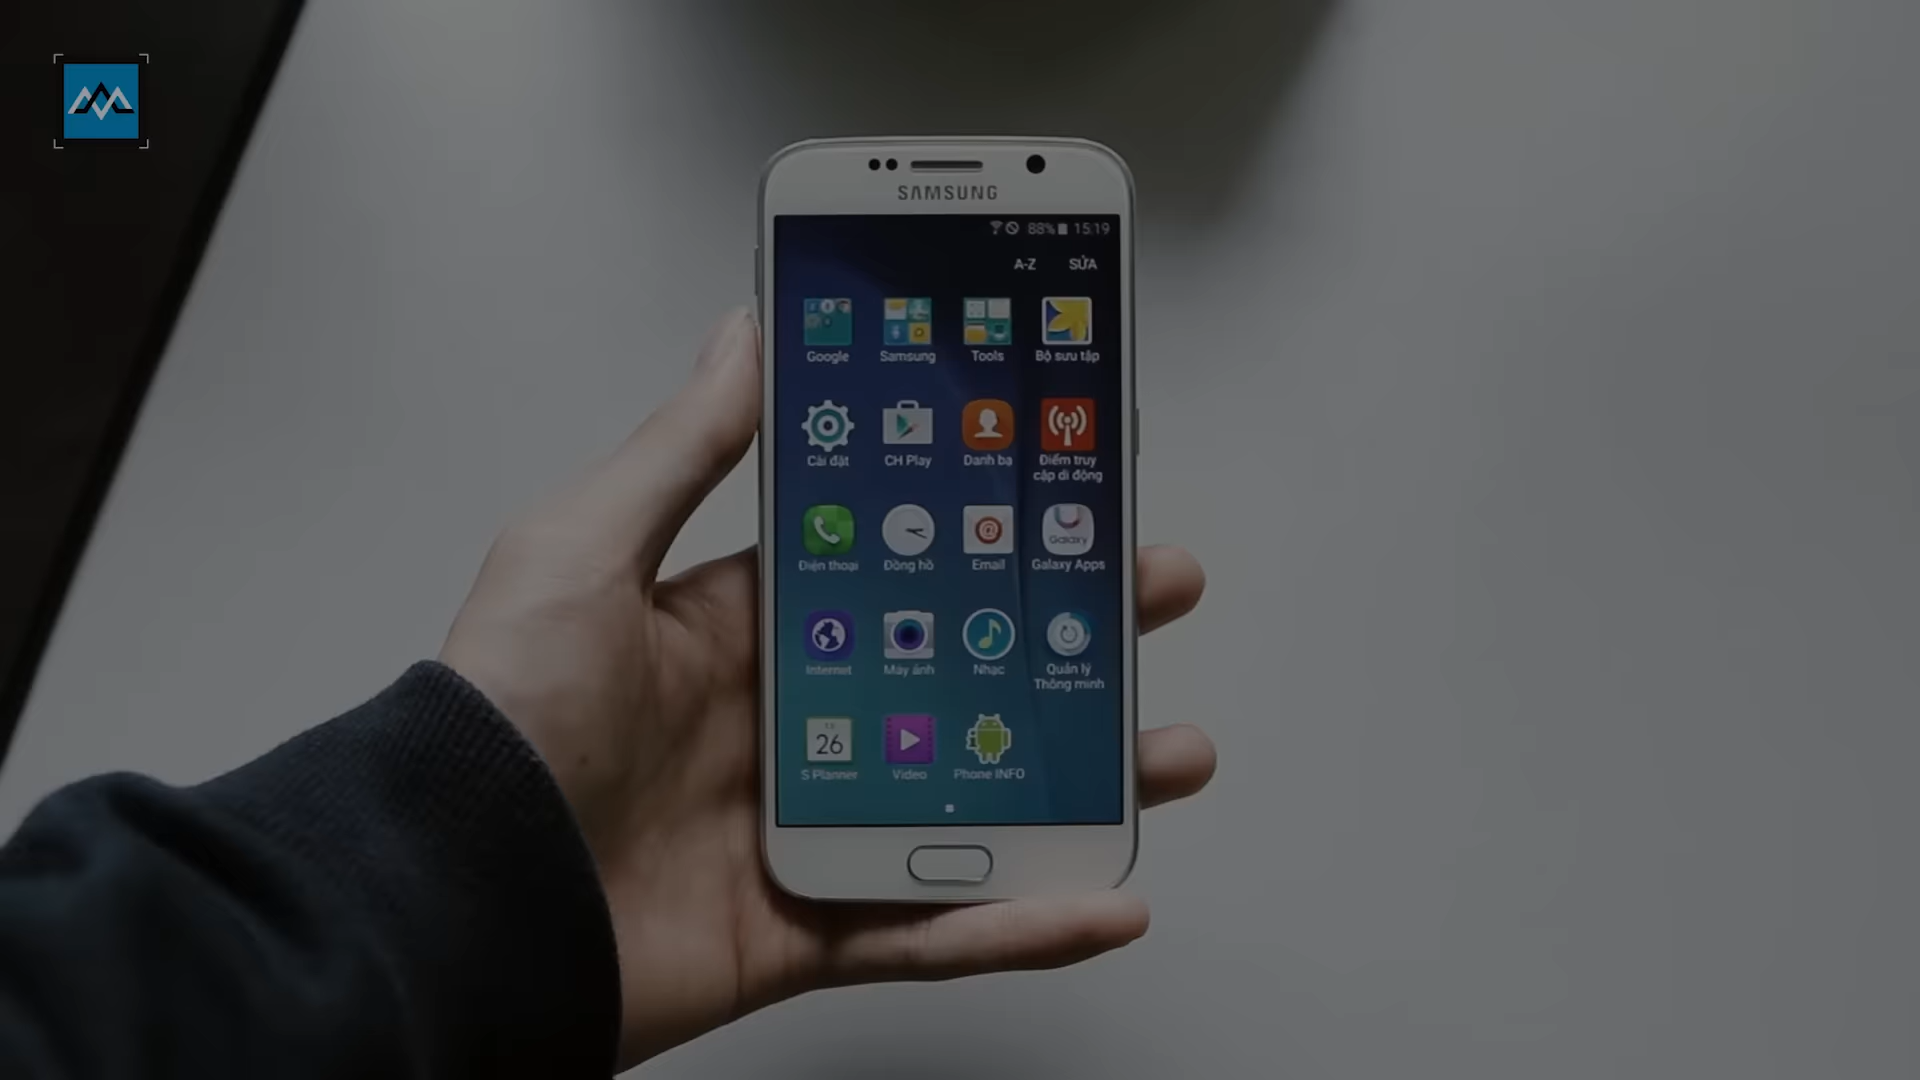 SAMSUNG
88% 15:19
A-Z SỬA
Google Samsung Tools Bộ sưu tập
Cài đặt CH Play Danh bạ Điểm truy
cập di động
Điện thoại Đồng hồ Email Galaxy Apps
Galaxy
Internet Máy ảnh Nhạc Quản lý
Thông minh
26
S Planner Video Phone INFO